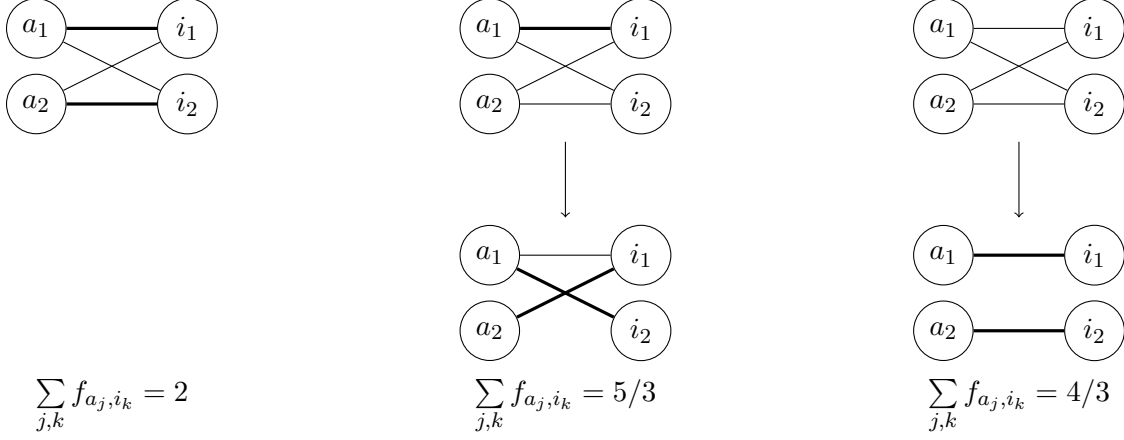 a₁ i₁ a₁ i₁ a₁ i₁
a₂ i₂ a₂ i₂ a₂ i₂
a₁ i₁ a₁ i₁
a₂ i₂ a₂ i₂
∑_{j,k} f_{a_j,i_k} = 2 ∑_{j,k} f_{a_j,i_k} = 5/3 ∑_{j,k} f_{a_j,i_k} = 4/3